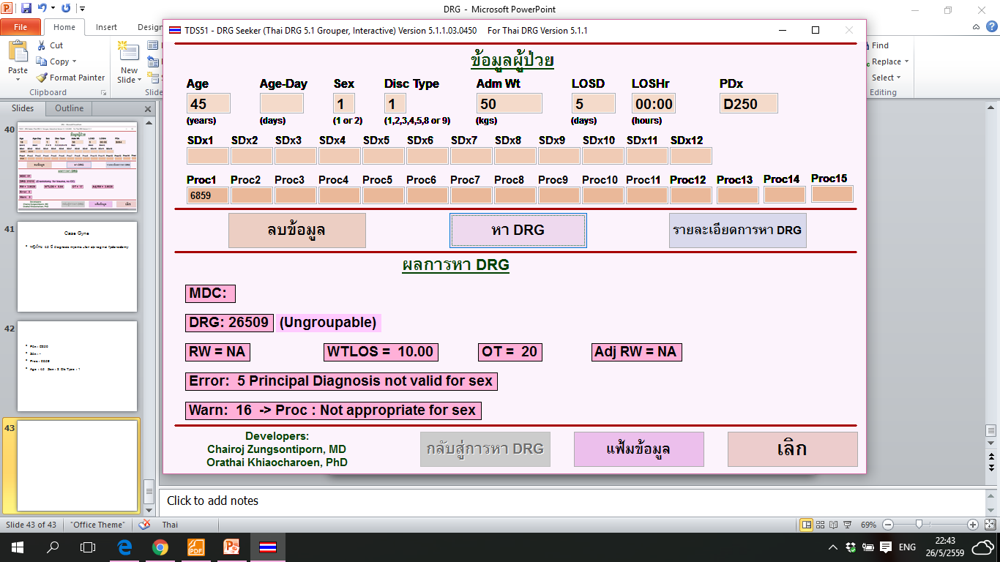 DRG - Microsoft PowerPoint
File Home Insert Design
Cut
Copy
Format Painter
Paste
Clipboard
New
Slide
Slide
Find
Replace
Select
Editing
Slides Outline
40
41
Case Gyne
42
43
TDS51 - DRG Seeker (Thai DRG 5.1 Grouper, Interactive) Version 5.1.1.03.0450 For Thai DRG Version 5.1.1
ข้อมูลผู้ป่วย
Age Age-Day Sex Disc Type Adm Wt LOSD LOSHr PDx
45 1 1 50 5 00:00 D250
(years) (days) (1 or 2) (1,2,3,4,5,8 or 9) (kgs) (days) (hours)
SDx1 SDx2 SDx3 SDx4 SDx5 SDx6 SDx7 SDx8 SDx9 SDx10 SDx11 SDx12
Proc1 Proc2 Proc3 Proc4 Proc5 Proc6 Proc7 Proc8 Proc9 Proc10 Proc11 Proc12 Proc13 Proc14 Proc15
6859
ลบข้อมูล หา DRG รายละเอียดการหา DRG
ผลการหา DRG
MDC:
DRG: 26509 (Ungroupable)
RW = NA WTLOS = 10.00 OT = 20 Adj RW = NA
Error: 5 Principal Diagnosis not valid for sex
Warn: 16 -> Proc : Not appropriate for sex
Developers:
Chairoj Zungsontiporn, MD
Orathai Khiaocharoen, PhD
กลับสู่การหา DRG แฟ้มข้อมูล เลิก
Click to add notes
Slide 43 of 43 "Office Theme" Thai 69%
ENG
22:43
26/5/2559